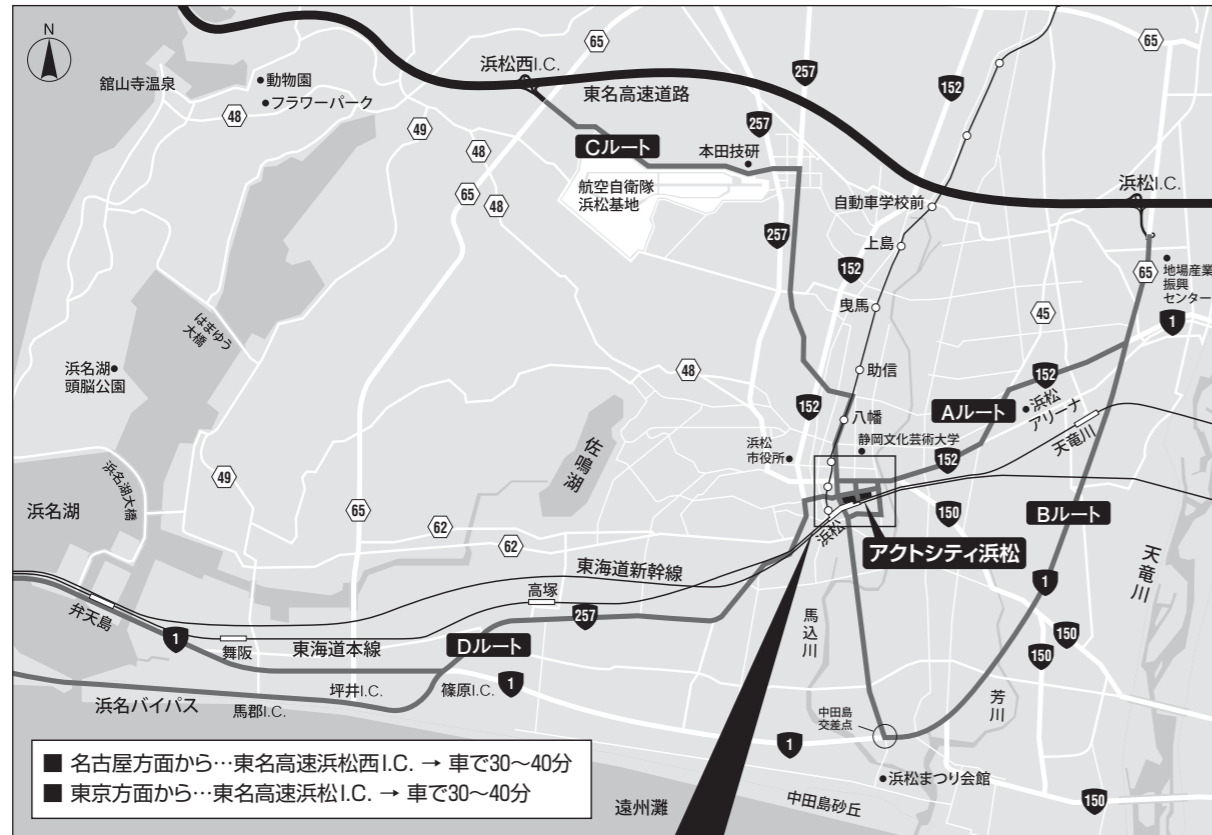 N
舘山寺温泉
動物園
フラワーパーク
48
49
48
65
48
65
浜松西I.C.
東名高速道路
257
152
65
Cルート
257
本田技研
航空自衛隊
浜松基地
257
自動車学校前
浜松I.C.
上島
152
65
地場産業
振興
センター
1
曳馬
45
はまゆう
大橋
浜名湖
頭脳公園
助信
48
152
152
Aルート
浜松
アリーナ
八幡
静岡文化芸術大学
浜松
市役所
152
天竜川
佐鳴湖
49
浜名湖大橋
浜名湖
65
62
62
150
Bルート
浜松
アクトシティ浜松
天竜川
東海道新幹線
1
高塚
257
弁天島
1
舞阪
東海道本線
Dルート
馬込川
150
150
坪井I.C.
篠原I.C.
1
浜名バイパス
馬郡I.C.
芳川
中田島
交差点
1
浜松まつり会館
150
遠州灘
中田島砂丘
■ 名古屋方面から…東名高速浜松西I.C. → 車で30～40分
■ 東京方面から…東名高速浜松I.C. → 車で30～40分